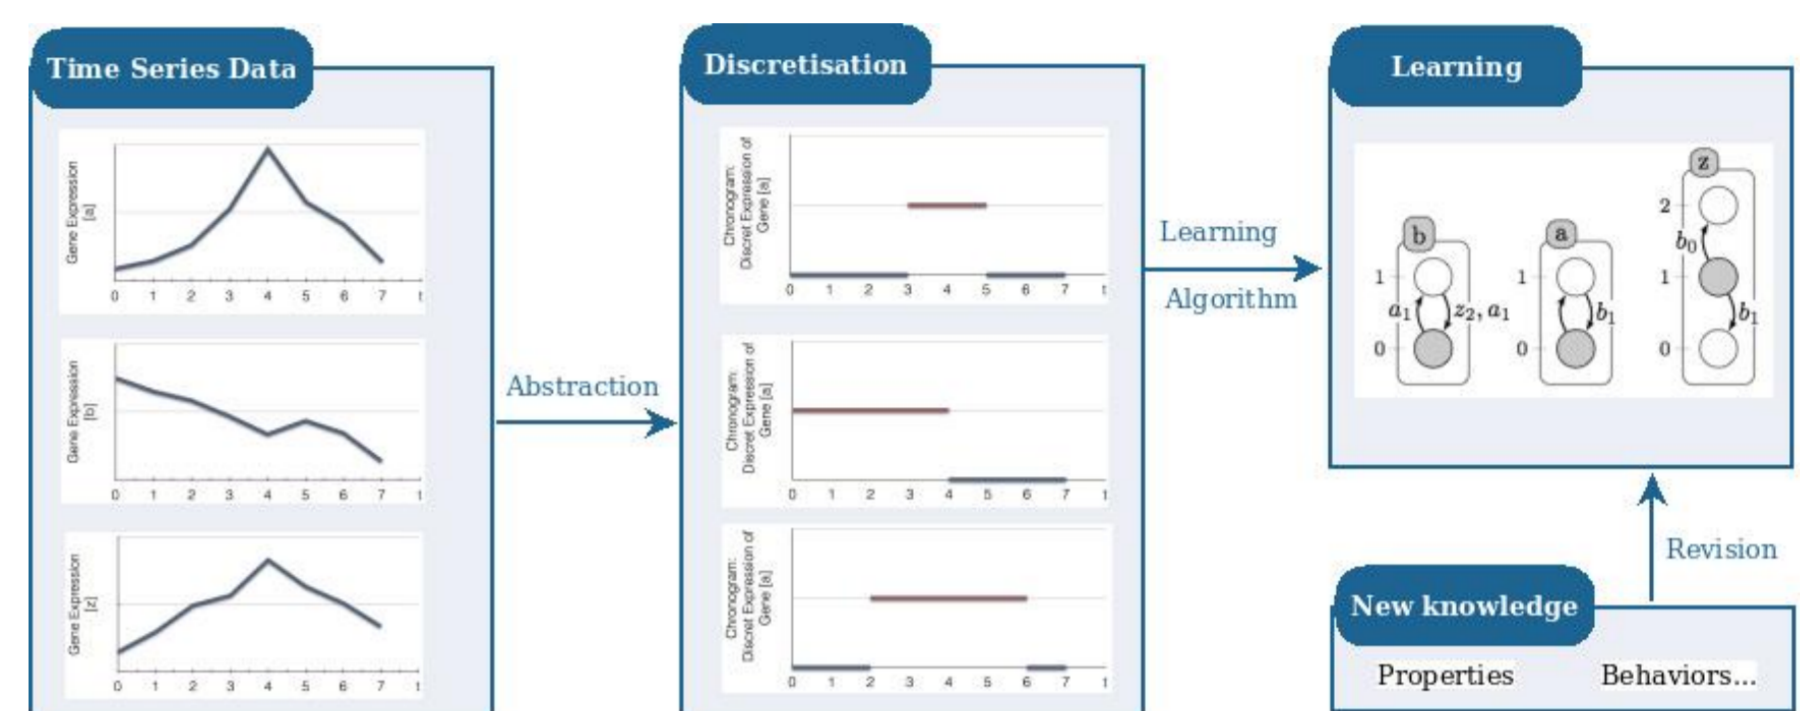 Time Series Data
Gene Expression
[a]
0 1 2 3 4 5 6 7 t
Gene Expression
[b]
0 1 2 3 4 5 6 7 t
Gene Expression
[z]
0 1 2 3 4 5 6 7 t
Abstraction
Discretisation
Chronogram:
Discret Expression of
Gene [a]
0 1 2 3 4 5 6 7 t
Chronogram:
Discret Expression of
Gene [a]
0 1 2 3 4 5 6 7 t
Chronogram:
Discret Expression of
Gene [a]
0 1 2 3 4 5 6 7 t
Learning
Algorithm
Learning
b
1
a₁ z₂, a₁
0
a
1
b₁
0
z
2
b₀
1
b₁
0
Revision
New knowledge
Properties Behaviors...